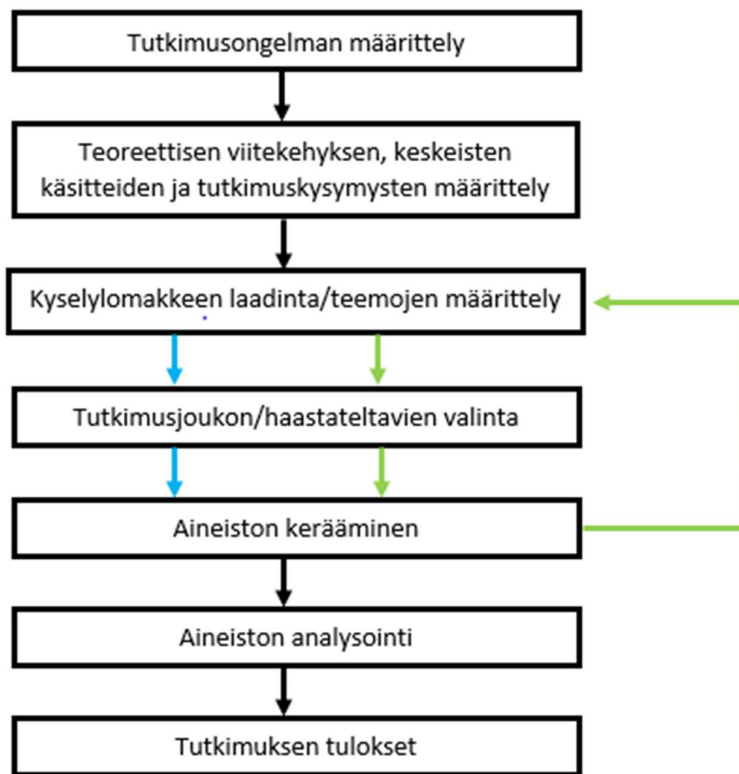 Tutkimusongelman määrittely
Teoreettisen viitekehyksen, keskeisten
käsitteiden ja tutkimuskysymysten määrittely
Kyselylomakkeen laadinta/teemojen määrittely
Tutkimusjoukon/haastateltavien valinta
Aineiston kerääminen
Aineiston analysointi
Tutkimuksen tulokset